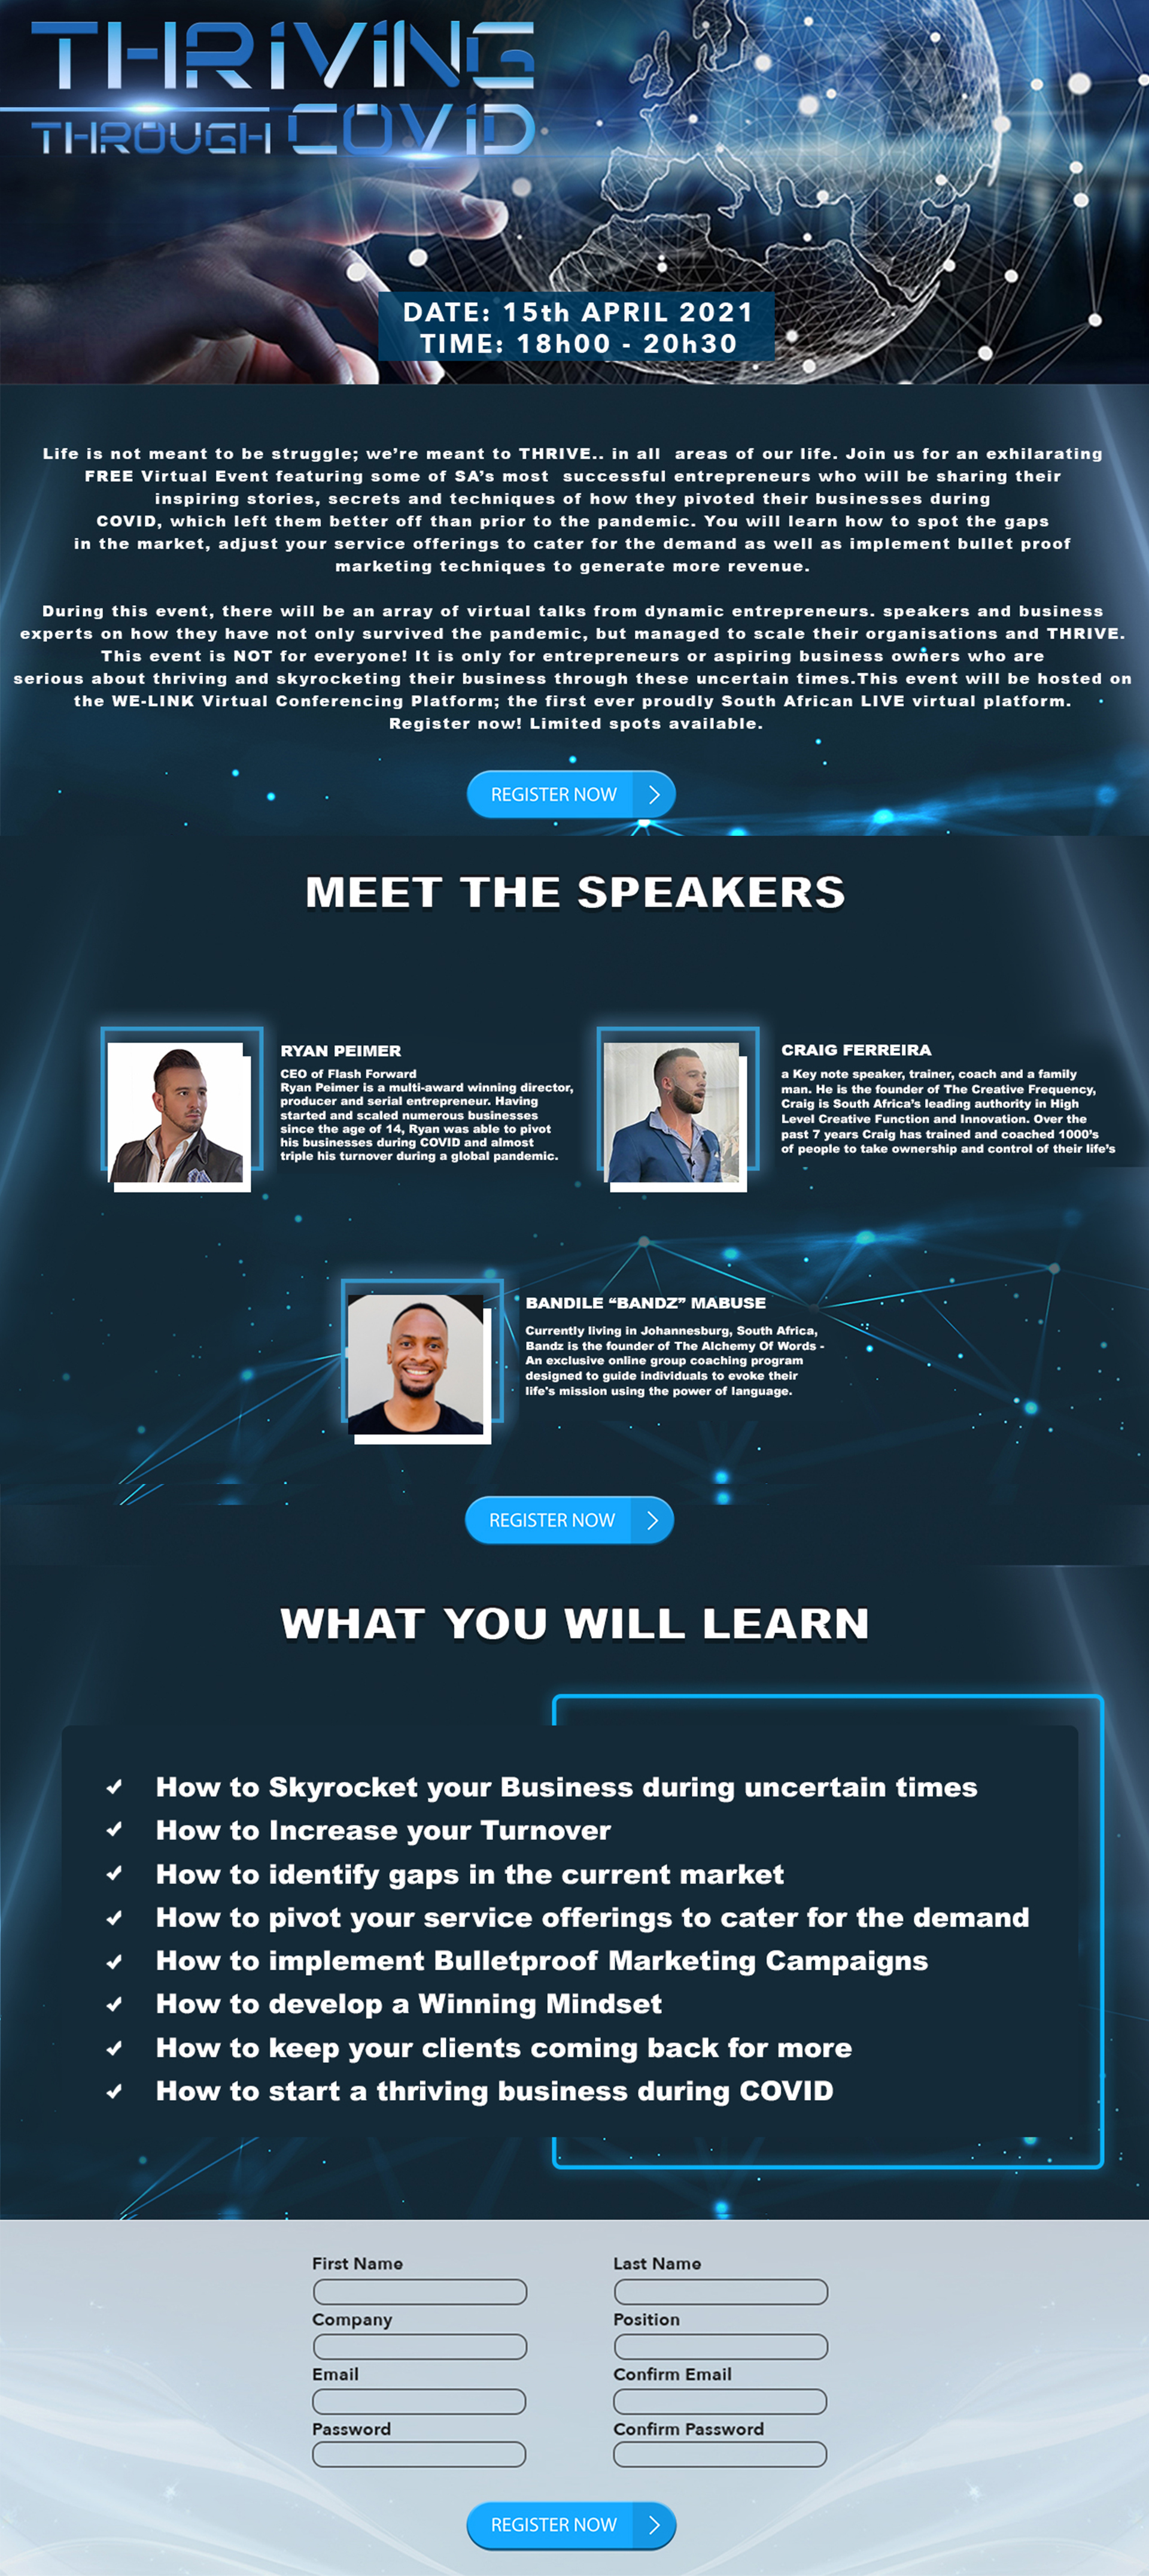 THRiViNG
THROUGH COViD
DATE: 15th APRIL 2021
TIME: 18h00 - 20h30
Life is not meant to be struggle; we’re meant to THRIVE.. in all  areas of our life. Join us for an exhilarating
FREE Virtual Event featuring some of SA’s most  successful entrepreneurs who will be sharing their
inspiring stories, secrets and techniques of how they pivoted their businesses during
COVID, which left them better off than prior to the pandemic. You will learn how to spot the gaps
in the market, adjust your service offerings to cater for the demand as well as implement bullet proof
marketing techniques to generate more revenue.
During this event, there will be an array of virtual talks from dynamic entrepreneurs. speakers and business
experts on how they have not only survived the pandemic, but managed to scale their organisations and THRIVE.
This event is NOT for everyone! It is only for entrepreneurs or aspiring business owners who are
serious about thriving and skyrocketing their business through these uncertain times.This event will be hosted on
the WE-LINK Virtual Conferencing Platform; the first ever proudly South African LIVE virtual platform.
Register now! Limited spots available.
REGISTER NOW
MEET THE SPEAKERS
RYAN PEIMER
CEO of Flash Forward
Ryan Peimer is a multi-award winning director,
producer and serial entrepreneur. Having
started and scaled numerous businesses
since the age of 14, Ryan was able to pivot
his businesses during COVID and almost
triple his turnover during a global pandemic.
CRAIG FERREIRA
a Key note speaker, trainer, coach and a family
man. He is the founder of The Creative Frequency,
Craig is South Africa’s leading authority in High
Level Creative Function and Innovation. Over the
past 7 years Craig has trained and coached 1000’s
of people to take ownership and control of their life’s
BANDILE “BANDZ” MABUSE
Currently living in Johannesburg, South Africa,
Bandz is the founder of The Alchemy Of Words -
An exclusive online group coaching program
designed to guide individuals to evoke their
life's mission using the power of language.
REGISTER NOW
WHAT YOU WILL LEARN
How to Skyrocket your Business during uncertain times
How to Increase your Turnover
How to identify gaps in the current market
How to pivot your service offerings to cater for the demand
How to implement Bulletproof Marketing Campaigns
How to develop a Winning Mindset
How to keep your clients coming back for more
How to start a thriving business during COVID
First Name
Last Name
Company
Position
Email
Confirm Email
Password
Confirm Password
REGISTER NOW